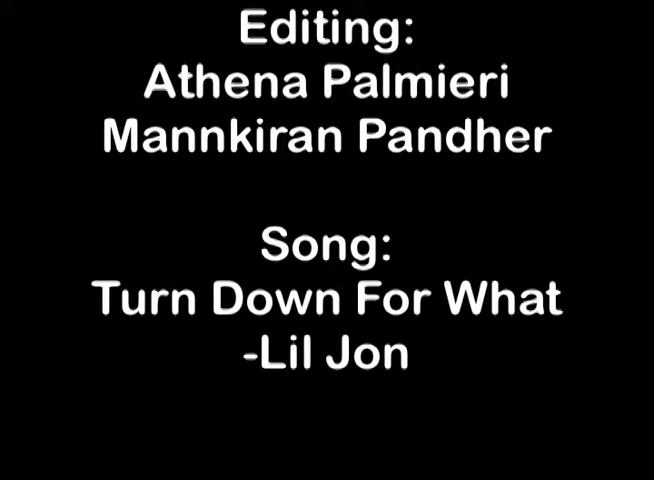 Editing:
Athena Palmieri
Mannkiran Pandher
Song:
Turn Down For What
-Lil Jon